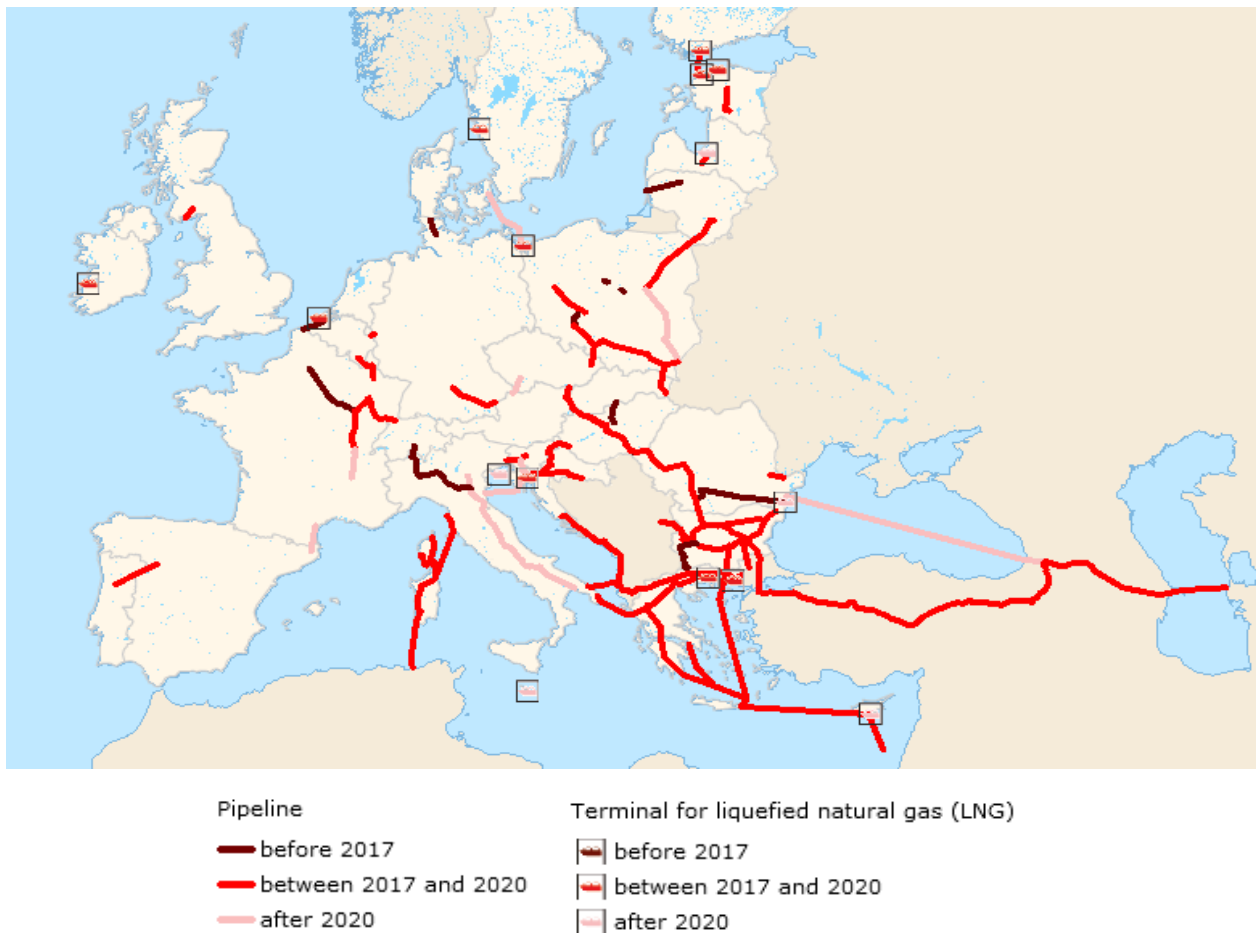 Pipeline
before 2017
between 2017 and 2020
after 2020
Terminal for liquefied natural gas (LNG)
before 2017
between 2017 and 2020
after 2020